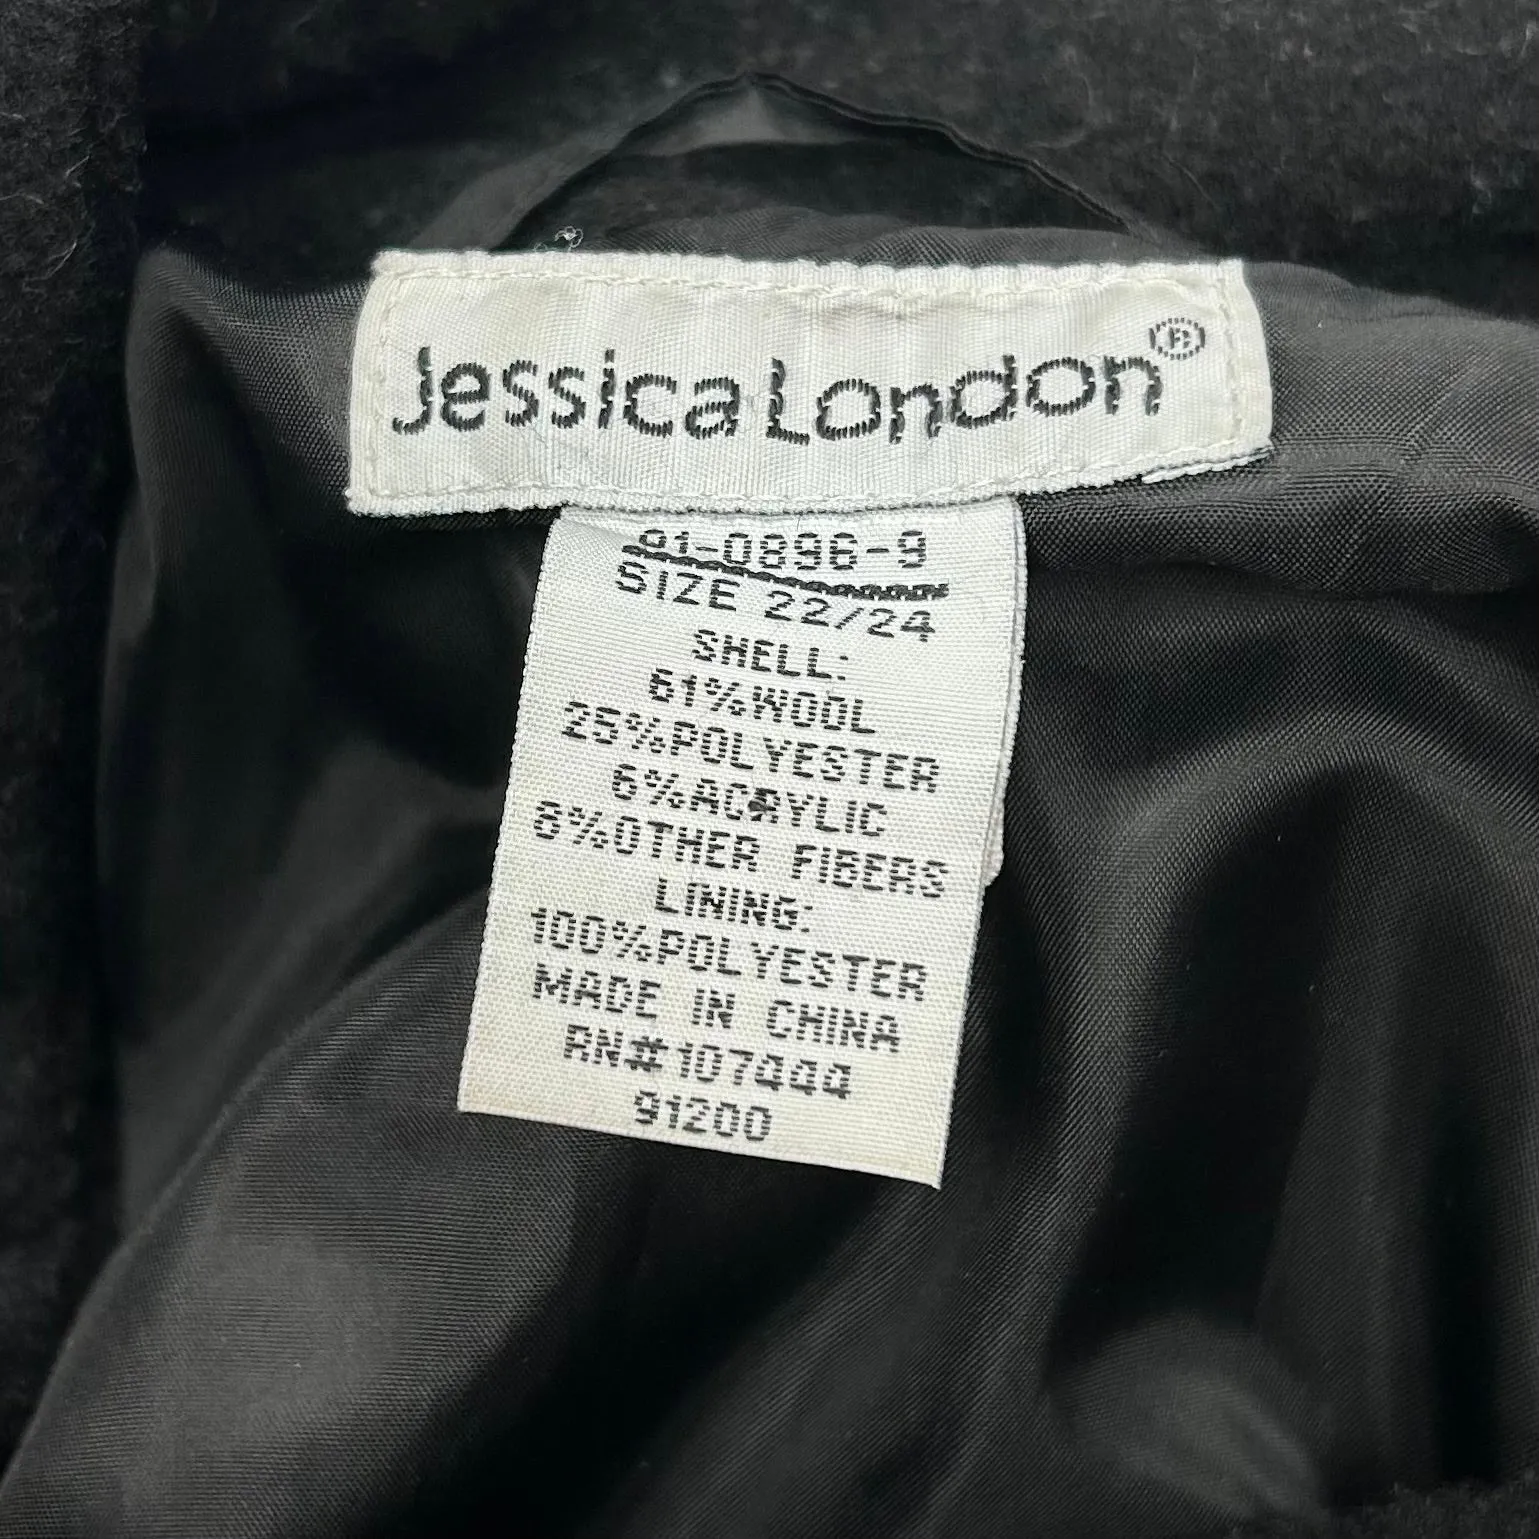 Jessica London®
91-0896-9
SIZE 22/24
SHELL:
61%WOOL
25%POLYESTER
6%ACRYLIC
8%OTHER FIBERS
LINING:
100%POLYESTER
MADE IN CHINA
RN#107444
91200